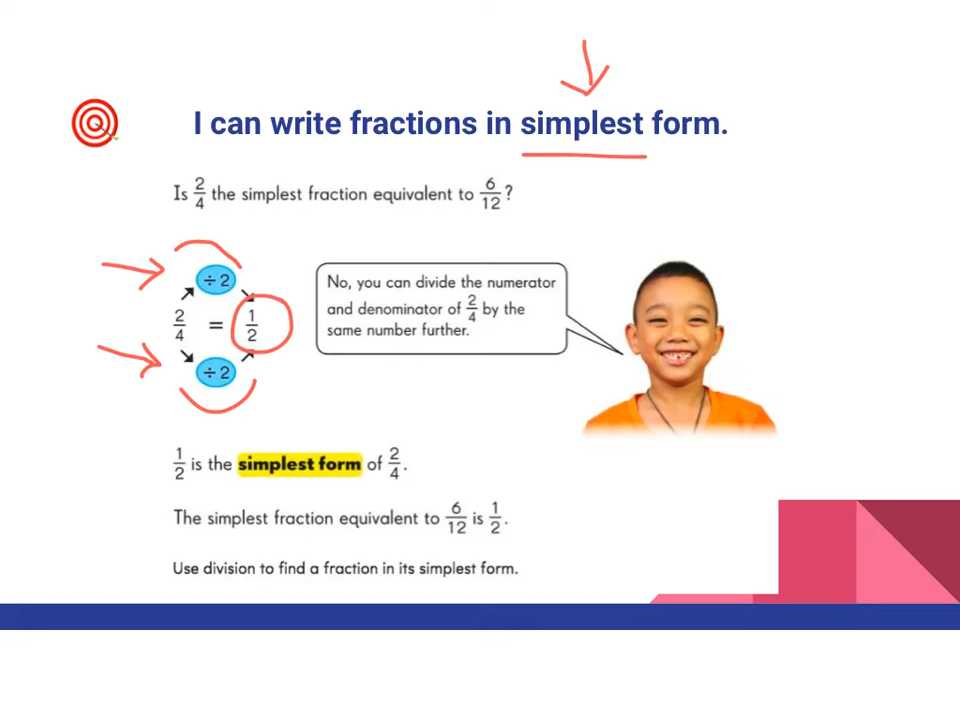 I can write fractions in simplest form.
Is 2/4 the simplest fraction equivalent to 6/12?
÷2
2/4 = 1/2
÷2
No, you can divide the numerator
and denominator of 2/4 by the
same number further.
1/2 is the simplest form of 2/4.
The simplest fraction equivalent to 6/12 is 1/2.
Use division to find a fraction in its simplest form.